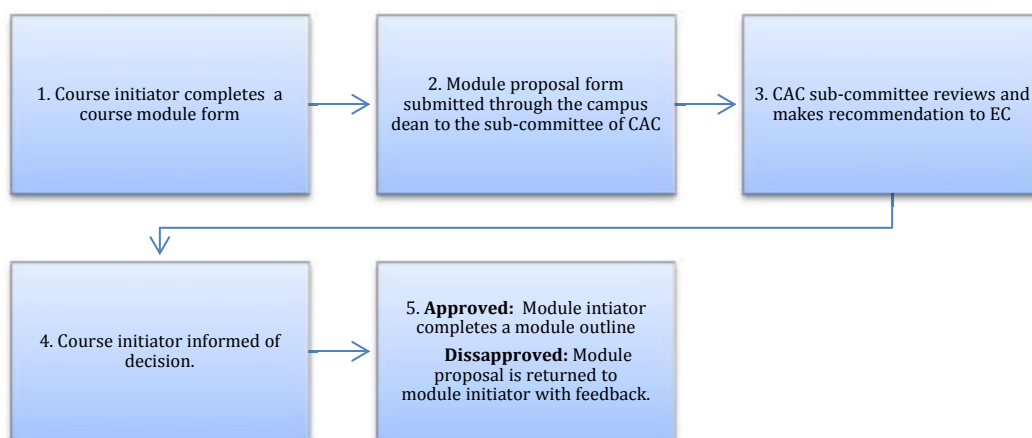 1. Course initiator completes a
course module form
2. Module proposal form
submitted through the campus
dean to the sub-committee of CAC
3. CAC sub-committee reviews and
makes recommendation to EC
4. Course initiator informed of
decision.
5. Approved: Module intiator
completes a module outline
Dissapproved: Module
proposal is returned to
module initiator with feedback.